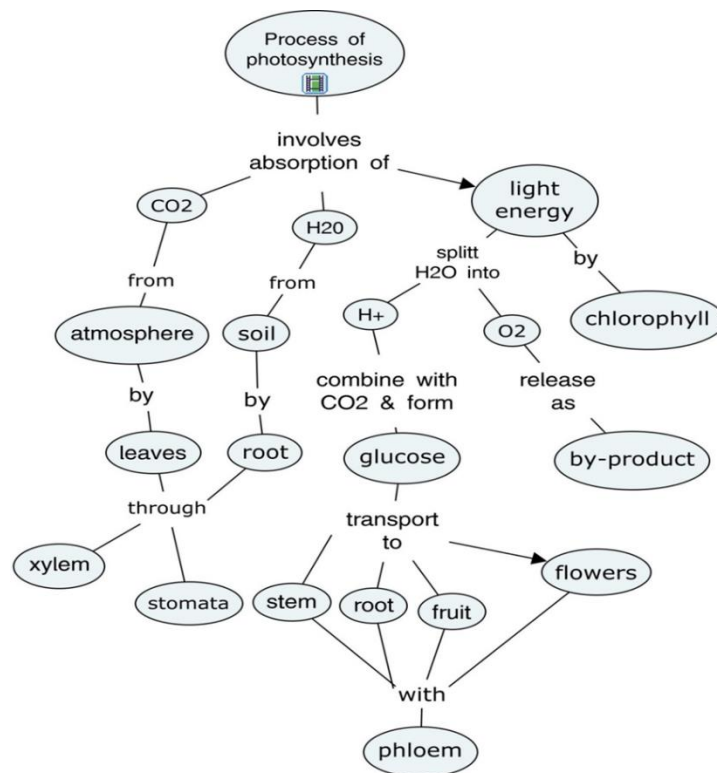 Process of
photosynthesis
involves
absorption of
CO2
H20
light
energy
from
from
splitt
H2O into
by
atmosphere
soil
H+
O2
chlorophyll
by
by
combine with
CO2 & form
release
as
leaves
root
glucose
by-product
through
transport
to
xylem
stomata
stem
root
fruit
flowers
with
phloem